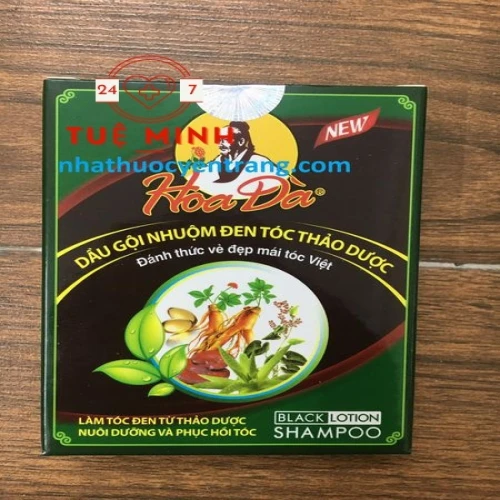 24 7
TUỆ MINH
nhathuocyentrang.com
NEW
Hoa Đà®
DẦU GỘI NHUỘM ĐEN TÓC THẢO DƯỢC
Đánh thức vẻ đẹp mái tóc Việt
LÀM TÓC ĐEN TỪ THẢO DƯỢC
NUÔI DƯỠNG VÀ PHỤC HỒI TÓC
BLACK LOTION
SHAMPOO